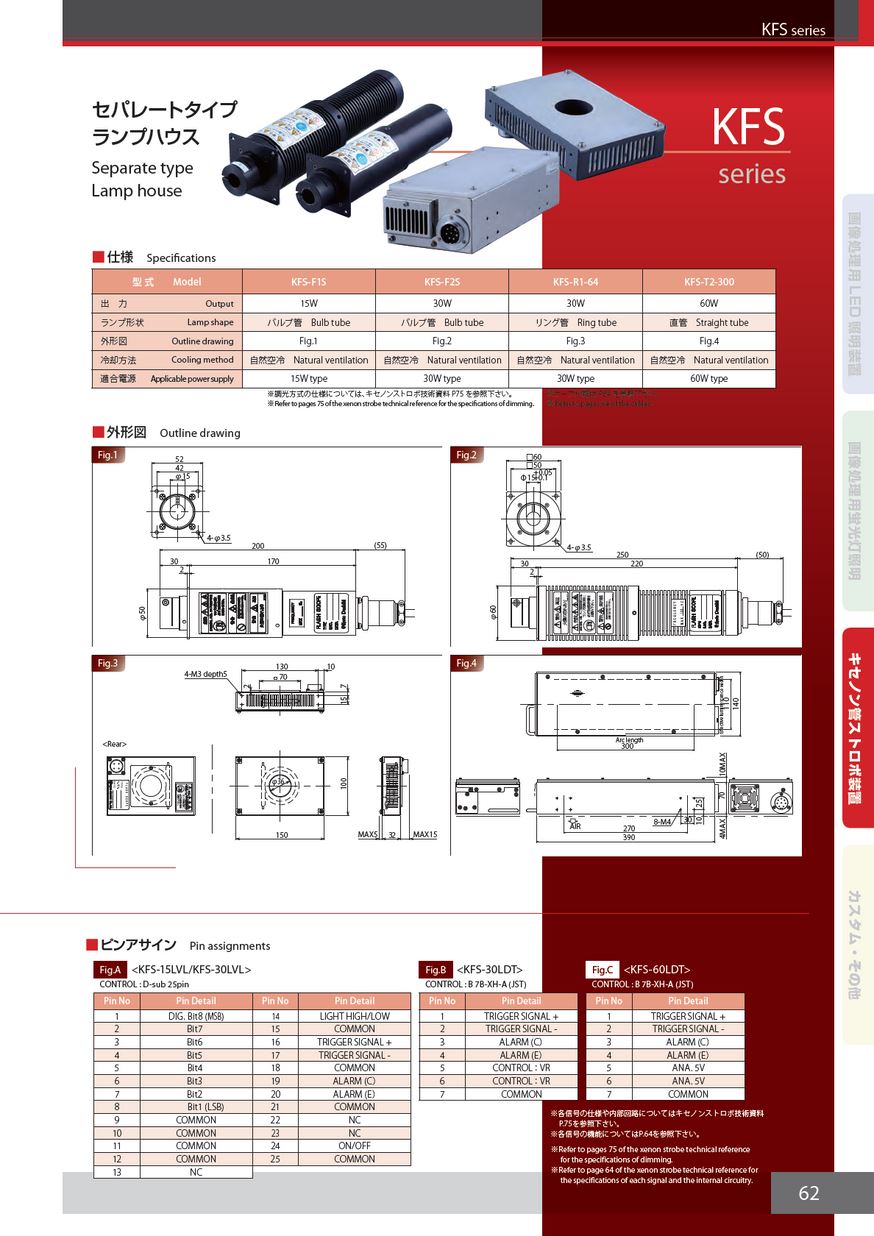 KFS series
セパレートタイプ
ランプハウス
Separate type
Lamp house
KFS
series
■仕様 Specifications
型 式 Model KFS-F1S KFS-F2S KFS-R1-64 KFS-T2-300
出 力 Output 15W 30W 30W 60W
ランプ形状 Lamp shape バルブ管 Bulb tube バルブ管 Bulb tube リング管 Ring tube 直管 Straight tube
外形図 Outline drawing Fig.1 Fig.2 Fig.3 Fig.4
冷却方法 Cooling method 自然空冷 Natural ventilation 自然空冷 Natural ventilation 自然空冷 Natural ventilation 自然空冷 Natural ventilation
適合電源 Applicable power supply 15W type 30W type 30W type 60W type
※調光方式の仕様については、キセノンストロボ技術資料 P.75 を参照下さい。
※Refer to pages 75 of the xenon strobe technical reference for the specifications of dimming.
■外形図 Outline drawing
Fig.1
52
42
φ15
4-φ3.5
200
(55)
30
170
2
φ50
Fig.2
□60
□50
+0.05
Φ15+0.1
4-φ3.5
250
(50)
30
220
2
φ60
Fig.3
130
10
4-M3 depth5
□70
2
7
15
<Rear>
φ36
100
150
MAX5
32
MAX15
Fig.4
110
140
Arc length
300
10MAX
70
25
10
4MAX
AIR
8-M4
30
270
390
■ピンアサイン Pin assignments
Fig.A <KFS-15LVL/KFS-30LVL>
CONTROL : D-sub 25pin
Pin No Pin Detail Pin No Pin Detail
1 DIG. Bit8 (MSB) 14 LIGHT HIGH/LOW
2 Bit7 15 COMMON
3 Bit6 16 TRIGGER SIGNAL +
4 Bit5 17 TRIGGER SIGNAL -
5 Bit4 18 COMMON
6 Bit3 19 ALARM (C)
7 Bit2 20 ALARM (E)
8 Bit1 (LSB) 21 COMMON
9 COMMON 22 NC
10 COMMON 23 NC
11 COMMON 24 ON/OFF
12 COMMON 25 COMMON
13 NC
Fig.B <KFS-30LDT>
CONTROL : B 7B-XH-A (JST)
Pin No Pin Detail
1 TRIGGER SIGNAL +
2 TRIGGER SIGNAL -
3 ALARM (C)
4 ALARM (E)
5 CONTROL : VR
6 CONTROL : VR
7 COMMON
Fig.C <KFS-60LDT>
CONTROL : B 7B-XH-A (JST)
Pin No Pin Detail
1 TRIGGER SIGNAL +
2 TRIGGER SIGNAL -
3 ALARM (C)
4 ALARM (E)
5 ANA. 5V
6 ANA. 5V
7 COMMON
※各信号の仕様や内部回路についてはキセノンストロボ技術資料
P.75を参照下さい。
※各信号の機能についてはP.64を参照下さい。
※Refer to pages 75 of the xenon strobe technical reference
for the specifications of dimming.
※Refer to page 64 of the xenon strobe technical reference for
the specifications of each signal and the internal circuitry.
画像処理用LED照明装置
画像処理用蛍光灯照明
キセノン管ストロボ装置
カスタム・その他
62